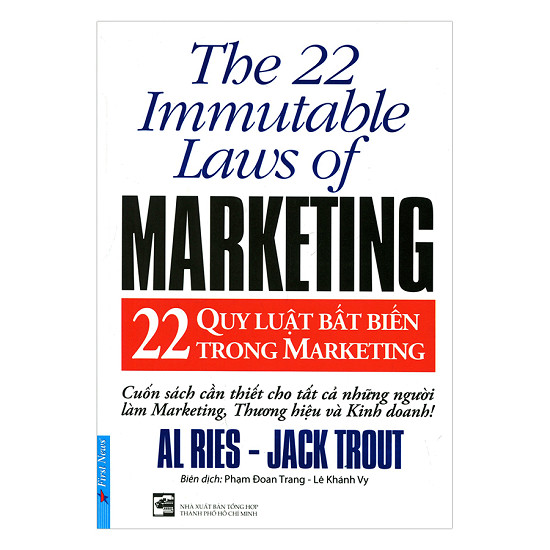 The 22
Immutable
Laws of
MARKETING
22 QUY LUẬT BẤT BIẾN
TRONG MARKETING
Cuốn sách cần thiết cho tất cả những người
làm Marketing, Thương hiệu và Kinh doanh!
AL RIES - JACK TROUT
Biên dịch: Phạm Đoan Trang - Lê Khánh Vy
First News
NHÀ XUẤT BẢN TỔNG HỢP
THÀNH PHỐ HỒ CHÍ MINH